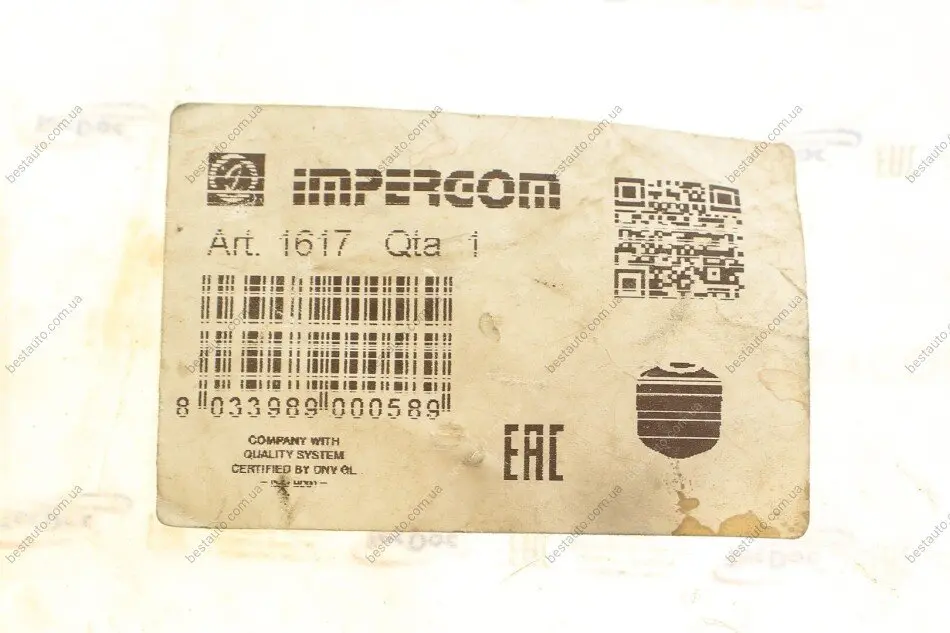 IMPERGOM
Art. 1617 Qta 1
8 033989 000589
COMPANY WITH
QUALITY SYSTEM
CERTIFIED BY DNV GL
EAC
bestauto.com.ua